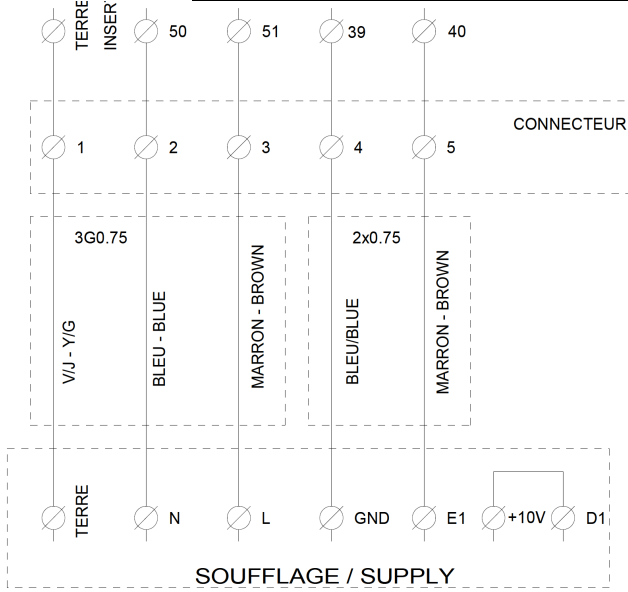 TERRE
INSER
50
51
39
40
CONNECTEUR
1
2
3
4
5
3G0.75
2x0.75
V/J - Y/G
BLEU - BLUE
MARRON - BROWN
BLEU/BLUE
MARRON - BROWN
TERRE
N
L
GND
E1
+10V
D1
SOUFFLAGE / SUPPLY